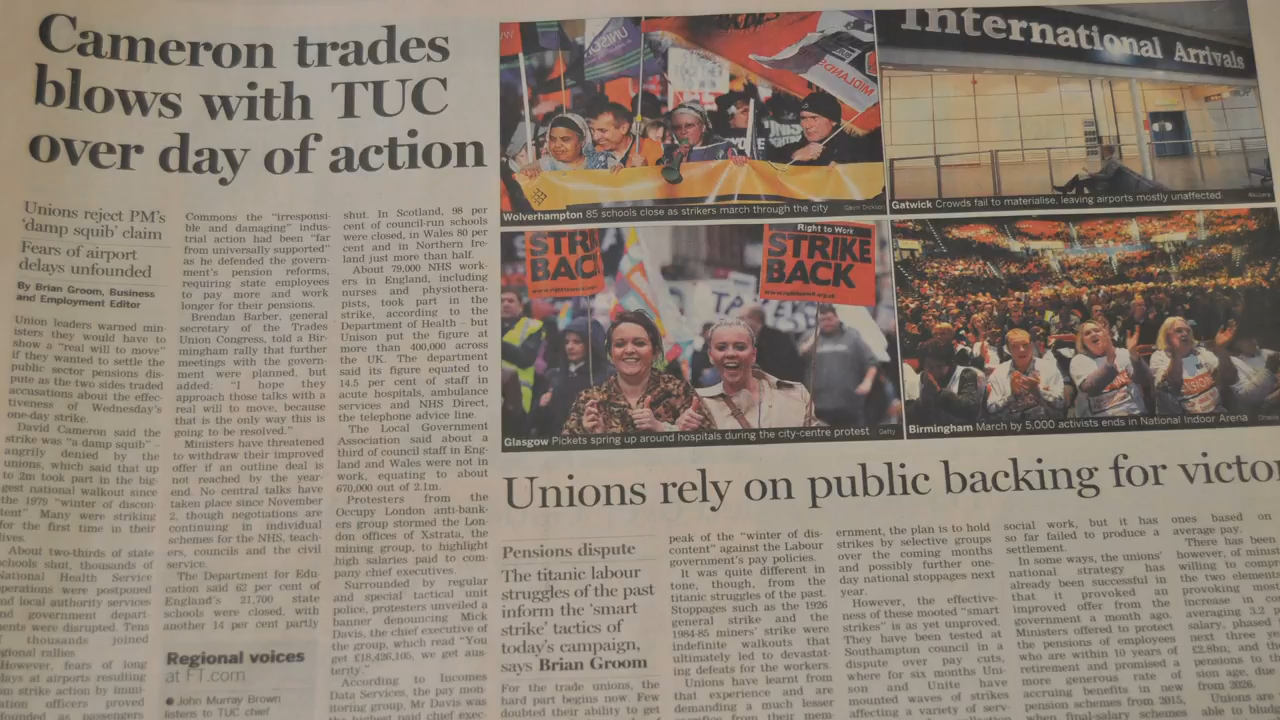 Cameron trades
blows with TUC
over day of action
Unions reject PM's
'damp squib' claim
Fears of airport
delays unfounded
By Brian Groom, Business
and Employment Editor
Union leaders warned min-
isters they would have to
show a "real will to move"
if they wanted to settle the
public sector pensions dis-
pute as the two sides traded
accusations about the effec-
tiveness of Wednesday's
one-day strike.
David Cameron said the
strike was "a damp squib" –
angrily denied by the
unions, which said that up
to 2m took part in the big-
gest national walkout since
the 1979 "winter of discon-
tent". Many were striking
for the first time in their
lives.
About two-thirds of state
schools shut, thousands of
National Health Service
operations were postponed
and local authority services
and government depart-
ments were disrupted. Tens
thousands joined
regional rallies.
However, fears of long
delays at airports resulting
from strike action by immi-
ation officers proved
founded as passengers
Commons the "irresponsi-
ble and damaging" indus-
trial action had been "far
from universally supported"
as he defended the govern-
ment's pension reforms,
requiring state employees
to pay more and work
longer for their pensions.
Brendan Barber, general
secretary of the Trades
Union Congress, told a Bir-
mingham rally that further
meetings with the govern-
ment were planned, but
added: "I hope they
approach those talks with a
real will to move, because
that is the only way this is
going to be resolved."
Ministers have threatened
to withdraw their improved
offer if an outline deal is
not reached by the year-
end. No central talks have
taken place since November
2, though negotiations are
continuing in individual
schemes for the NHS, teach-
ers, councils and the civil
service.
The Department for Edu-
cation said 62 per cent of
England's 21,700 state
schools were closed, with
another 14 per cent partly
Regional voices
at FT.com
● John Murray Brown
listens to TUC chief
shut. In Scotland, 98 per
cent of council-run schools
were closed, in Wales 80 per
cent and in Northern Ire-
land just more than half.
About 79,000 NHS work-
ers in England, including
nurses and physiothera-
pists, took part in the
strike, according to the
Department of Health – but
Unison put the figure at
more than 400,000 across
the UK. The department
said its figure equated to
14.5 per cent of staff in
acute hospitals, ambulance
services and NHS Direct,
the telephone advice line.
The Local Government
Association said about a
third of council staff in Eng-
land and Wales were not in
work, equating to about
670,000 out of 2.1m.
Protesters from the
Occupy London anti-bank-
ers group stormed the Lon-
don offices of Xstrata, the
mining group, to highlight
high salaries paid to com-
pany chief executives.
Surrounded by regular
and special tactical unit
police, protesters unveiled a
banner denouncing Mick
Davis, the chief executive of
the group, which read "You
get £18,426,105, we get aus-
terity".
According to Incomes
Data Services, the pay mon-
itoring group, Mr Davis was
the highest paid chief exec-
UNISON
MIDLANDS
Wolverhampton 85 schools close as strikers march through the city
International Arrivals
Gatwick Crowds fail to materialise, leaving airports mostly unaffected
STRI
BACK
Right to Work
STRIKE
BACK
Glasgow Pickets spring up around hospitals during the city-centre protest Getty
Birmingham March by 5,000 activists ends in National Indoor Arena
Unions rely on public backing for victo
Pensions dispute
The titanic labour
struggles of the past
inform the 'smart
strike' tactics of
today's campaign,
says Brian Groom
For the trade unions, the
hard part begins now. Few
doubted their ability to get
peak of the "winter of dis-
content" against the Labour
government's pay policies.
It was quite different in
tone, though, from the
titanic struggles of the past.
Stoppages such as the 1926
general strike and the
1984-85 miners' strike were
indefinite walkouts that
ultimately led to devastat-
ing defeats for the workers.
Unions have learnt from
that experience and are
demanding a much less
sacrifice from their mem-
ernment, the plan is to hold
strikes by selective groups
over the coming months
and possibly further one-
day national stoppages next
year.
However, the effective-
ness of these mooted "smart
strikes" is as yet unproved.
They have been tested at
Southampton council in a
dispute over pay cuts,
where for six months Uni-
son and Unite have
mounted waves of strikes
affecting a variety of serv-
social work, but it has
so far failed to produce a
settlement.
In some ways, the unions'
national strategy has
already been successful in
that it provoked an
improved offer from the
government a month ago.
Ministers offered to protect
the pensions of employees
who are within 10 years of
retirement and promised a
more generous rate of
accruing benefits in new
pension schemes from 2015,
when final-salary schemes
ones based on
average pay.
There has been
however, of minist
willing to compr
the two element
provoking most
increase in co
averaging 3.2 p
salary, phased
next three ye
£2.8bn; and the
pensions to th
sion age, due
from 2026.
Unions are
able to bludg